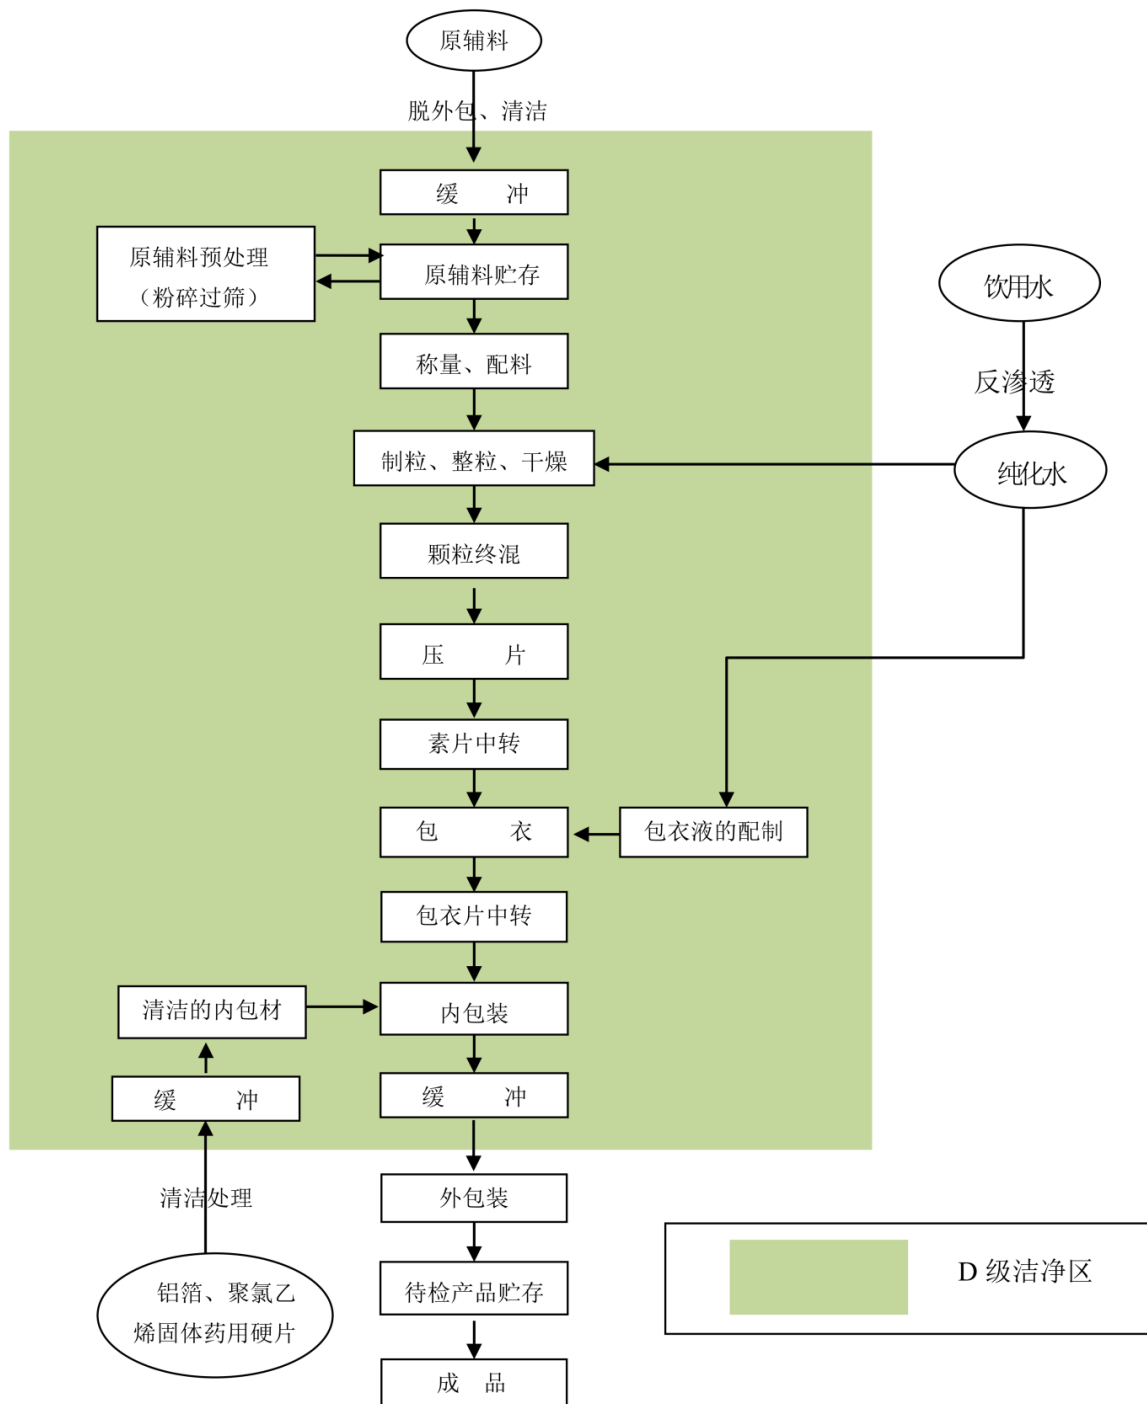 原辅料
脱外包、清洁
缓 冲
原辅料预处理
（粉碎过筛）
原辅料贮存
饮用水
称量、配料
反渗透
制粒、整粒、干燥
纯化水
颗粒终混
压 片
素片中转
包 衣
包衣液的配制
包衣片中转
清洁的内包材
内包装
缓 冲
缓 冲
清洁处理
外包装
铝箔、聚氯乙
烯固体药用硬片
待检产品贮存
D 级洁净区
成 品